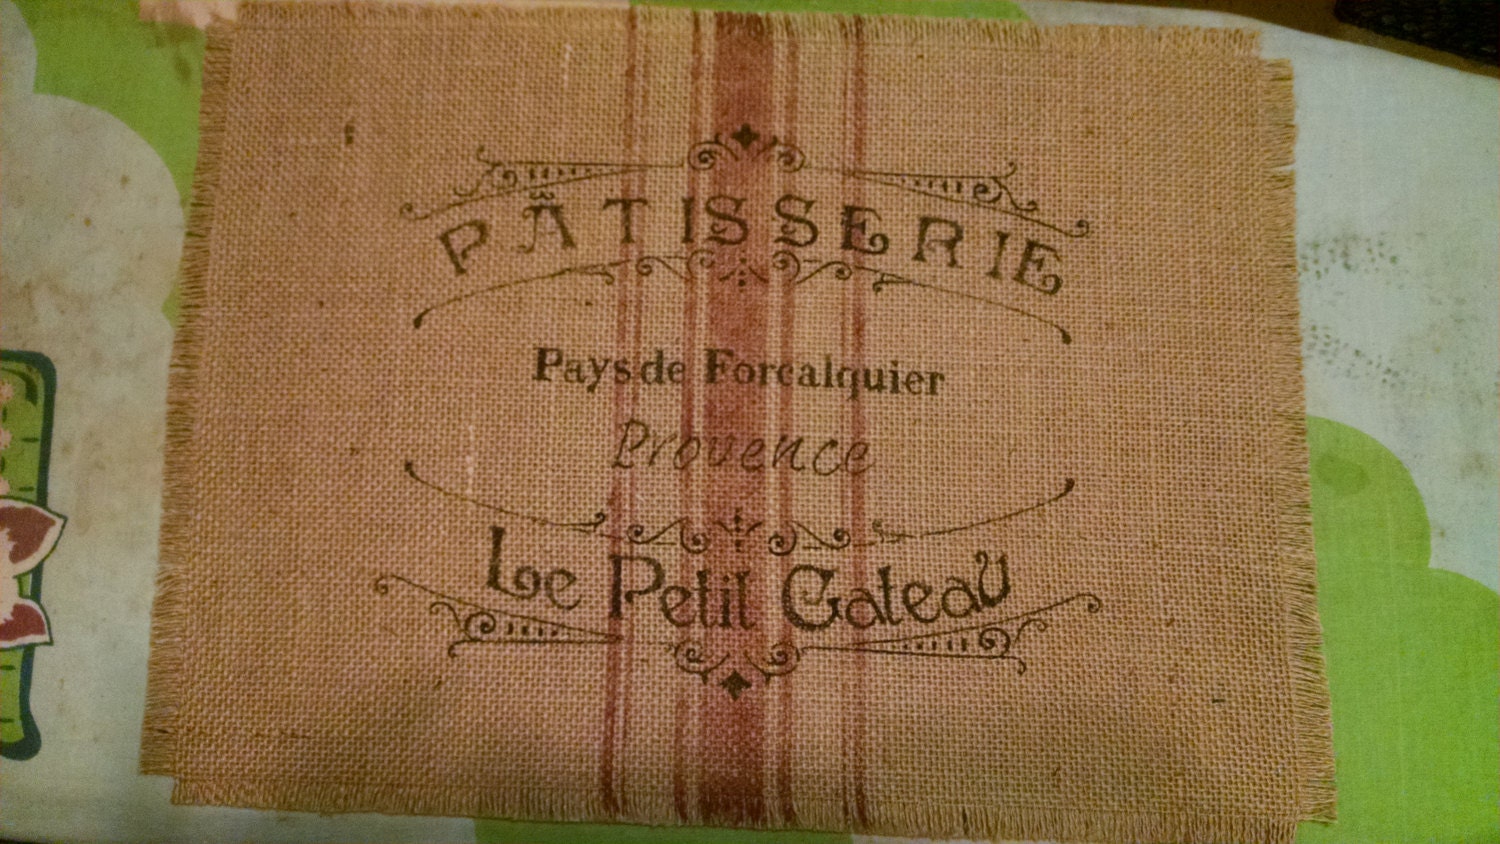 PÂTISSERIE
Pays de Forcalquier
Provence
Le Petit Gateau